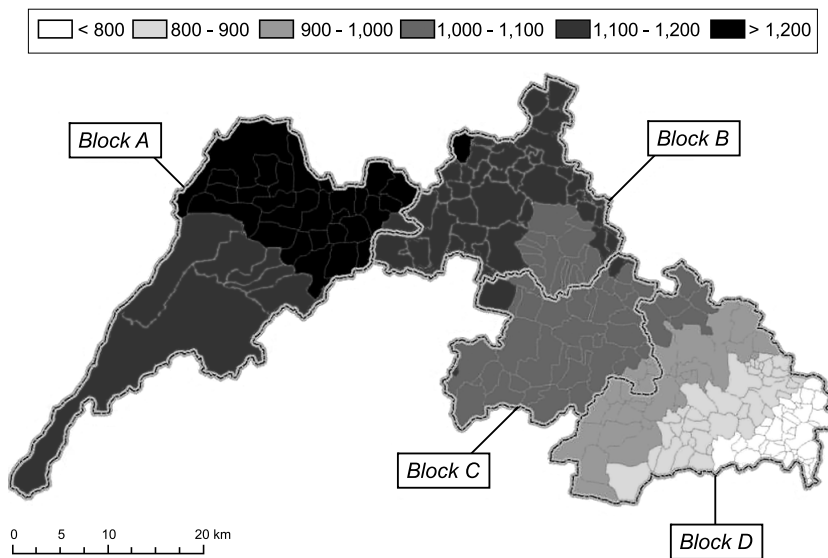 < 800 800 - 900 900 - 1,000 1,000 - 1,100 1,100 - 1,200 > 1,200
Block A
Block B
Block C
Block D
0 5 10 20 km